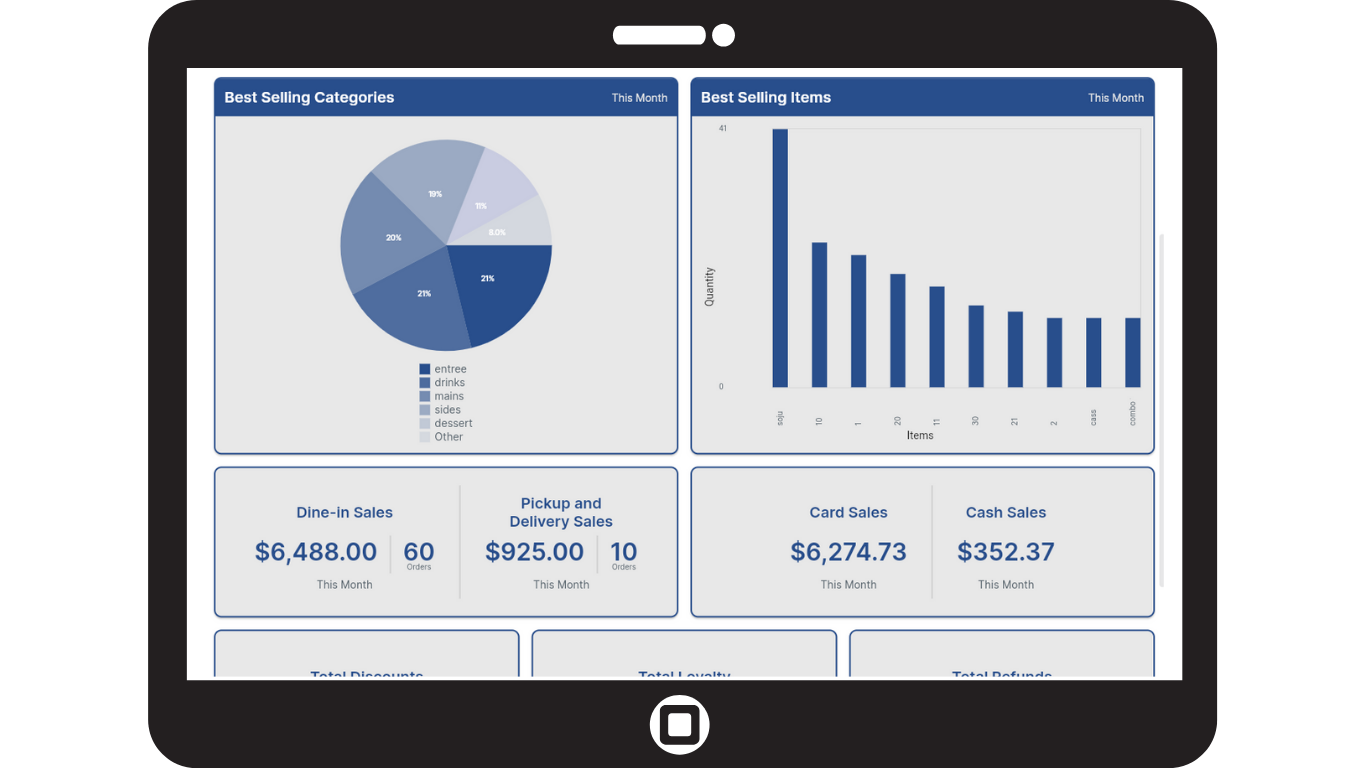 Best Selling Categories
This Month
19%
11%
20%
8.0%
21%
21%
entree
drinks
mains
sides
dessert
Other
Best Selling Items
This Month
41
Quantity
0
soju
10
1
20
11
30
21
2
cass
combo
Items
Dine-in Sales
$6,488.00
60
Orders
This Month
Pickup and
Delivery Sales
$925.00
10
Orders
This Month
Card Sales
$6,274.73
This Month
Cash Sales
$352.37
This Month
Total Discounts
Total Loyalty
Total Refunds